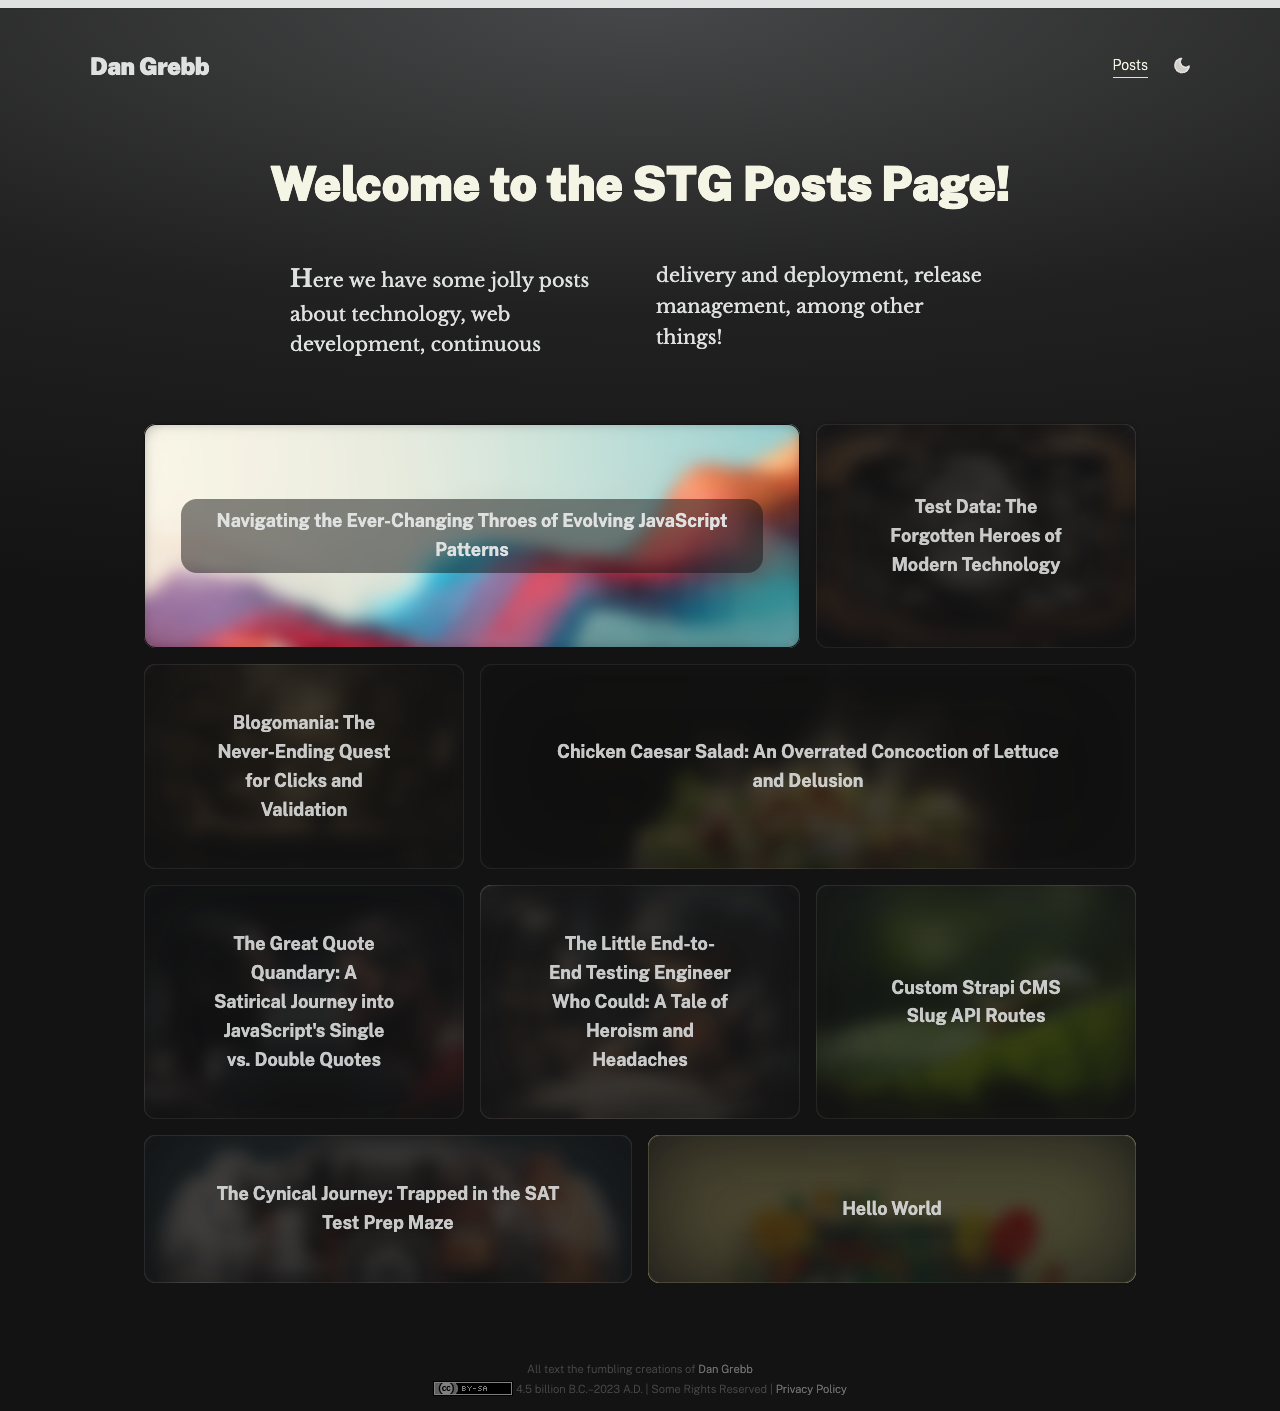 Dan Grebb
Posts
Welcome to the STG Posts Page!
Here we have some jolly posts
about technology, web
development, continuous
delivery and deployment, release
management, among other
things!
Navigating the Ever-Changing Throes of Evolving JavaScript
Patterns
Test Data: The
Forgotten Heroes of
Modern Technology
Blogomania: The
Never-Ending Quest
for Clicks and
Validation
Chicken Caesar Salad: An Overrated Concoction of Lettuce
and Delusion
The Great Quote
Quandary: A
Satirical Journey into
JavaScript's Single
vs. Double Quotes
The Little End-to-
End Testing Engineer
Who Could: A Tale of
Heroism and
Headaches
Custom Strapi CMS
Slug API Routes
The Cynical Journey: Trapped in the SAT
Test Prep Maze
Hello World
All text the fumbling creations of Dan Grebb
cc BY-SA 4.5 billion B.C.–2023 A.D. | Some Rights Reserved | Privacy Policy